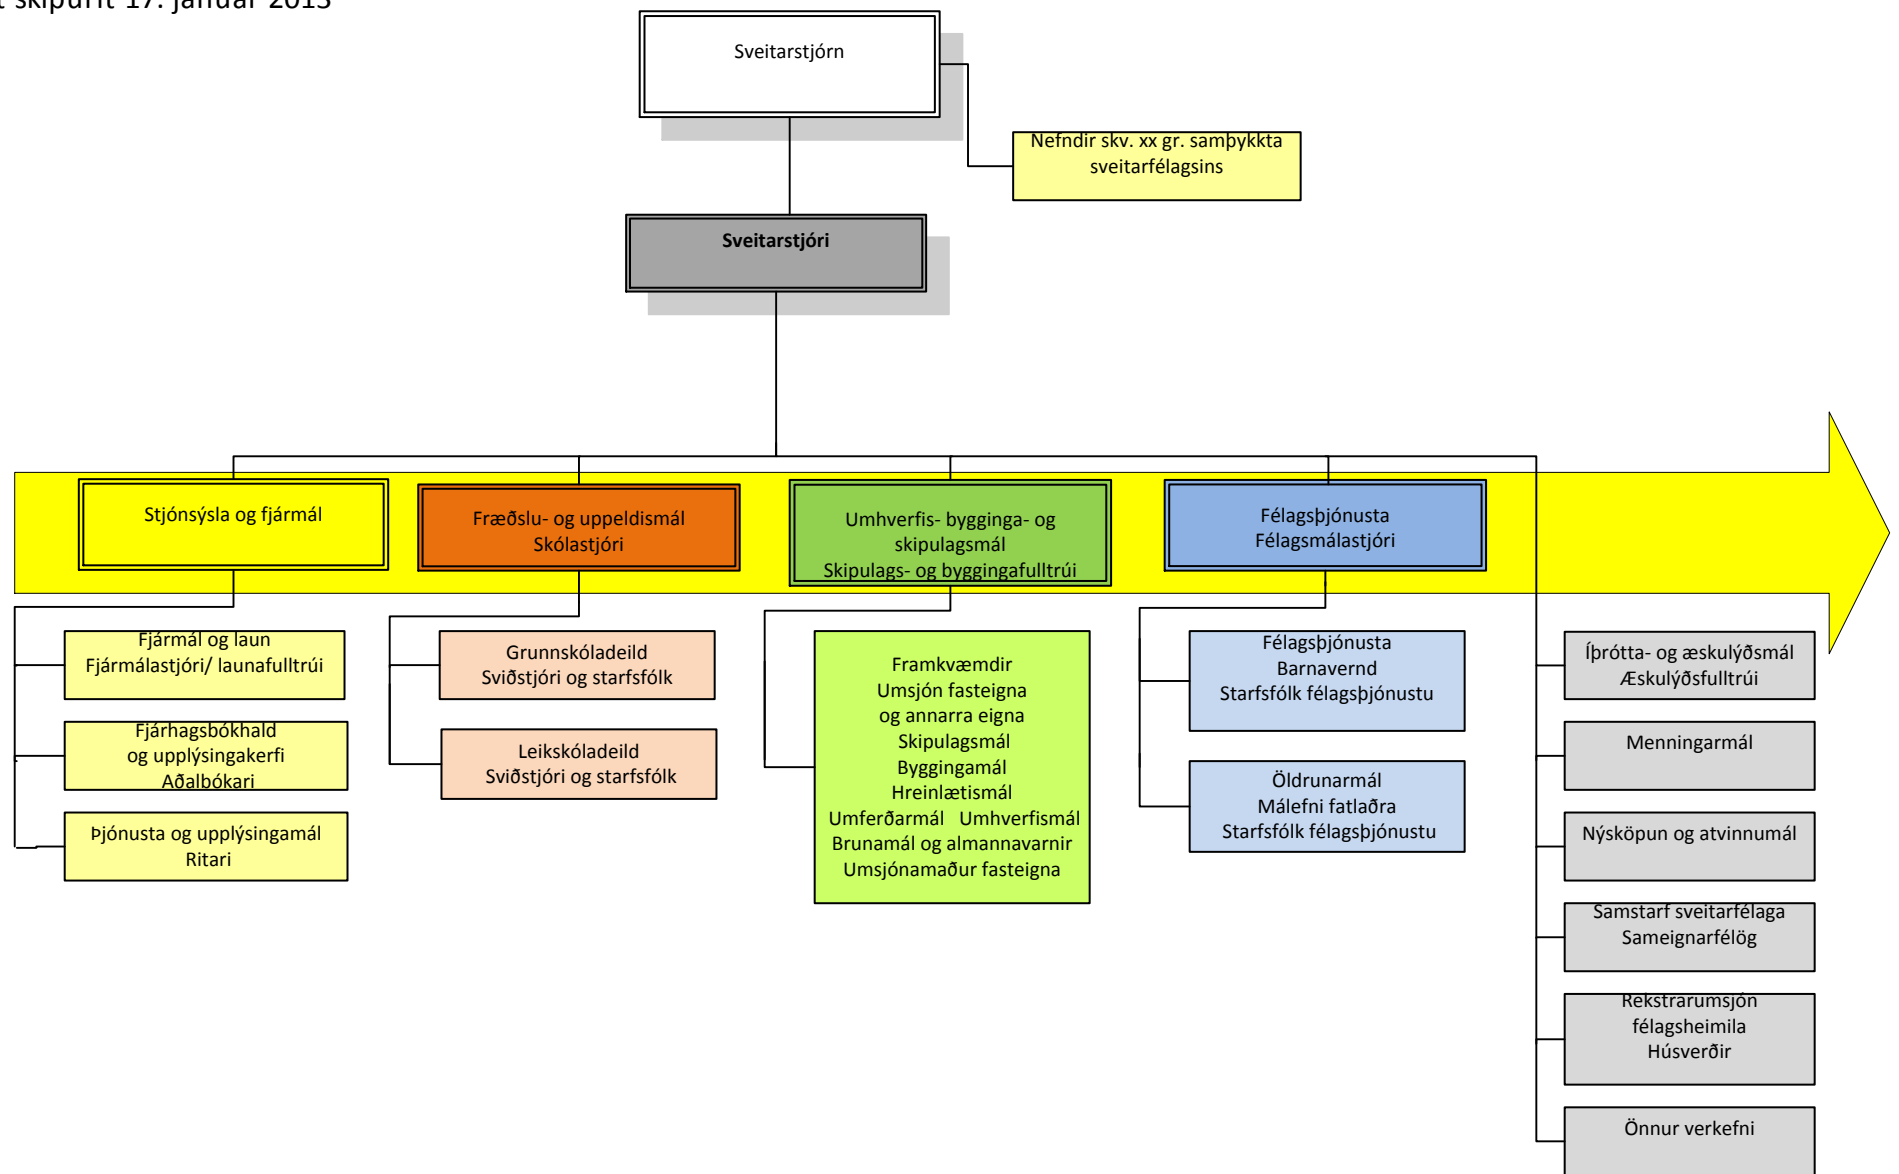 skipurit 17. janúar 2013
Sveitarstjórn
Nefndir skv. xx gr. samþykkta
sveitarfélagsins
Sveitarstjóri
Stjónsýsla og fjármál
Fræðslu- og uppeldismál
Skólastjóri
Umhverfis- bygginga- og
skipulagsmál
Skipulags- og byggingafulltrúi
Félagsþjónusta
Félagsmálastjóri
Fjármál og laun
Fjármálastjóri/ launafulltrúi
Fjárhagsbókhald
og upplýsingakerfi
Aðalbókari
Þjónusta og upplýsingamál
Ritari
Grunnskóladeild
Sviðstjóri og starfsfólk
Leikskóladeild
Sviðstjóri og starfsfólk
Framkvæmdir
Umsjón fasteigna
og annarra eigna
Skipulagsmál
Byggingamál
Hreinlætismál
Umferðarmál Umhverfismál
Brunamál og almannavarnir
Umsjónamaður fasteigna
Félagsþjónusta
Barnavernd
Starfsfólk félagsþjónustu
Öldrunarmál
Málefni fatlaðra
Starfsfólk félagsþjónustu
Íþrótta- og æskulýðsmál
Æskulýðsfulltrúi
Menningarmál
Nýsköpun og atvinnumál
Samstarf sveitarfélaga
Sameignarfélög
Rekstrarumsjón
félagsheimila
Húsverðir
Önnur verkefni